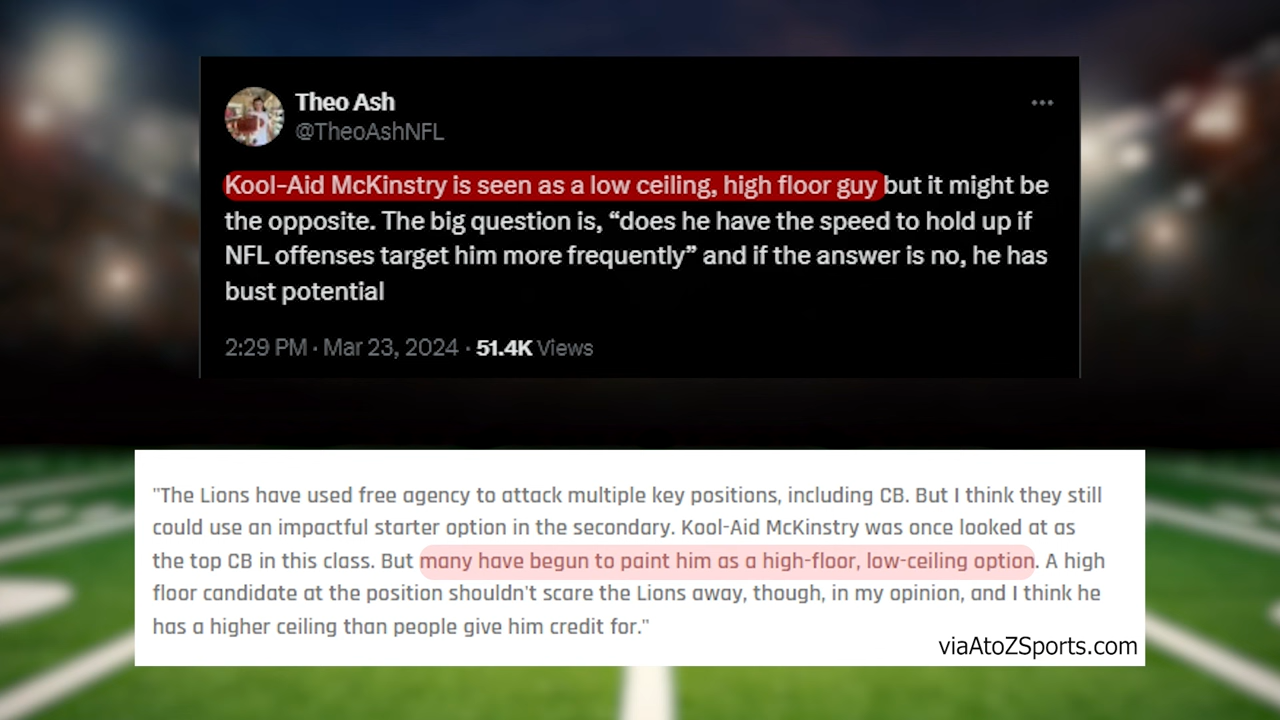 Theo Ash
@TheoAshNFL
Kool-Aid McKinstry is seen as a low ceiling, high floor guy but it might be
the opposite. The big question is, “does he have the speed to hold up if
NFL offenses target him more frequently” and if the answer is no, he has
bust potential
2:29 PM · Mar 23, 2024 · 51.4K Views
"The Lions have used free agency to attack multiple key positions, including CB. But I think they still
could use an impactful starter option in the secondary. Kool-Aid McKinstry was once looked at as
the top CB in this class. But many have begun to paint him as a high-floor, low-ceiling option. A high
floor candidate at the position shouldn't scare the Lions away, though, in my opinion, and I think he
has a higher ceiling than people give him credit for."
viaAtoZSports.com